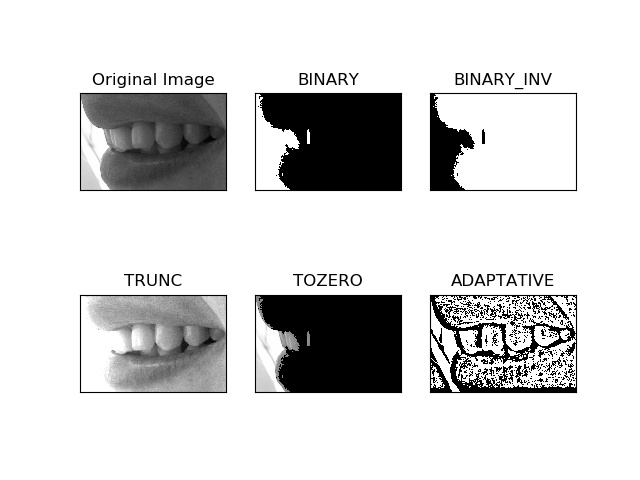 Original Image
BINARY
BINARY_INV
TRUNC
TOZERO
ADAPTATIVE